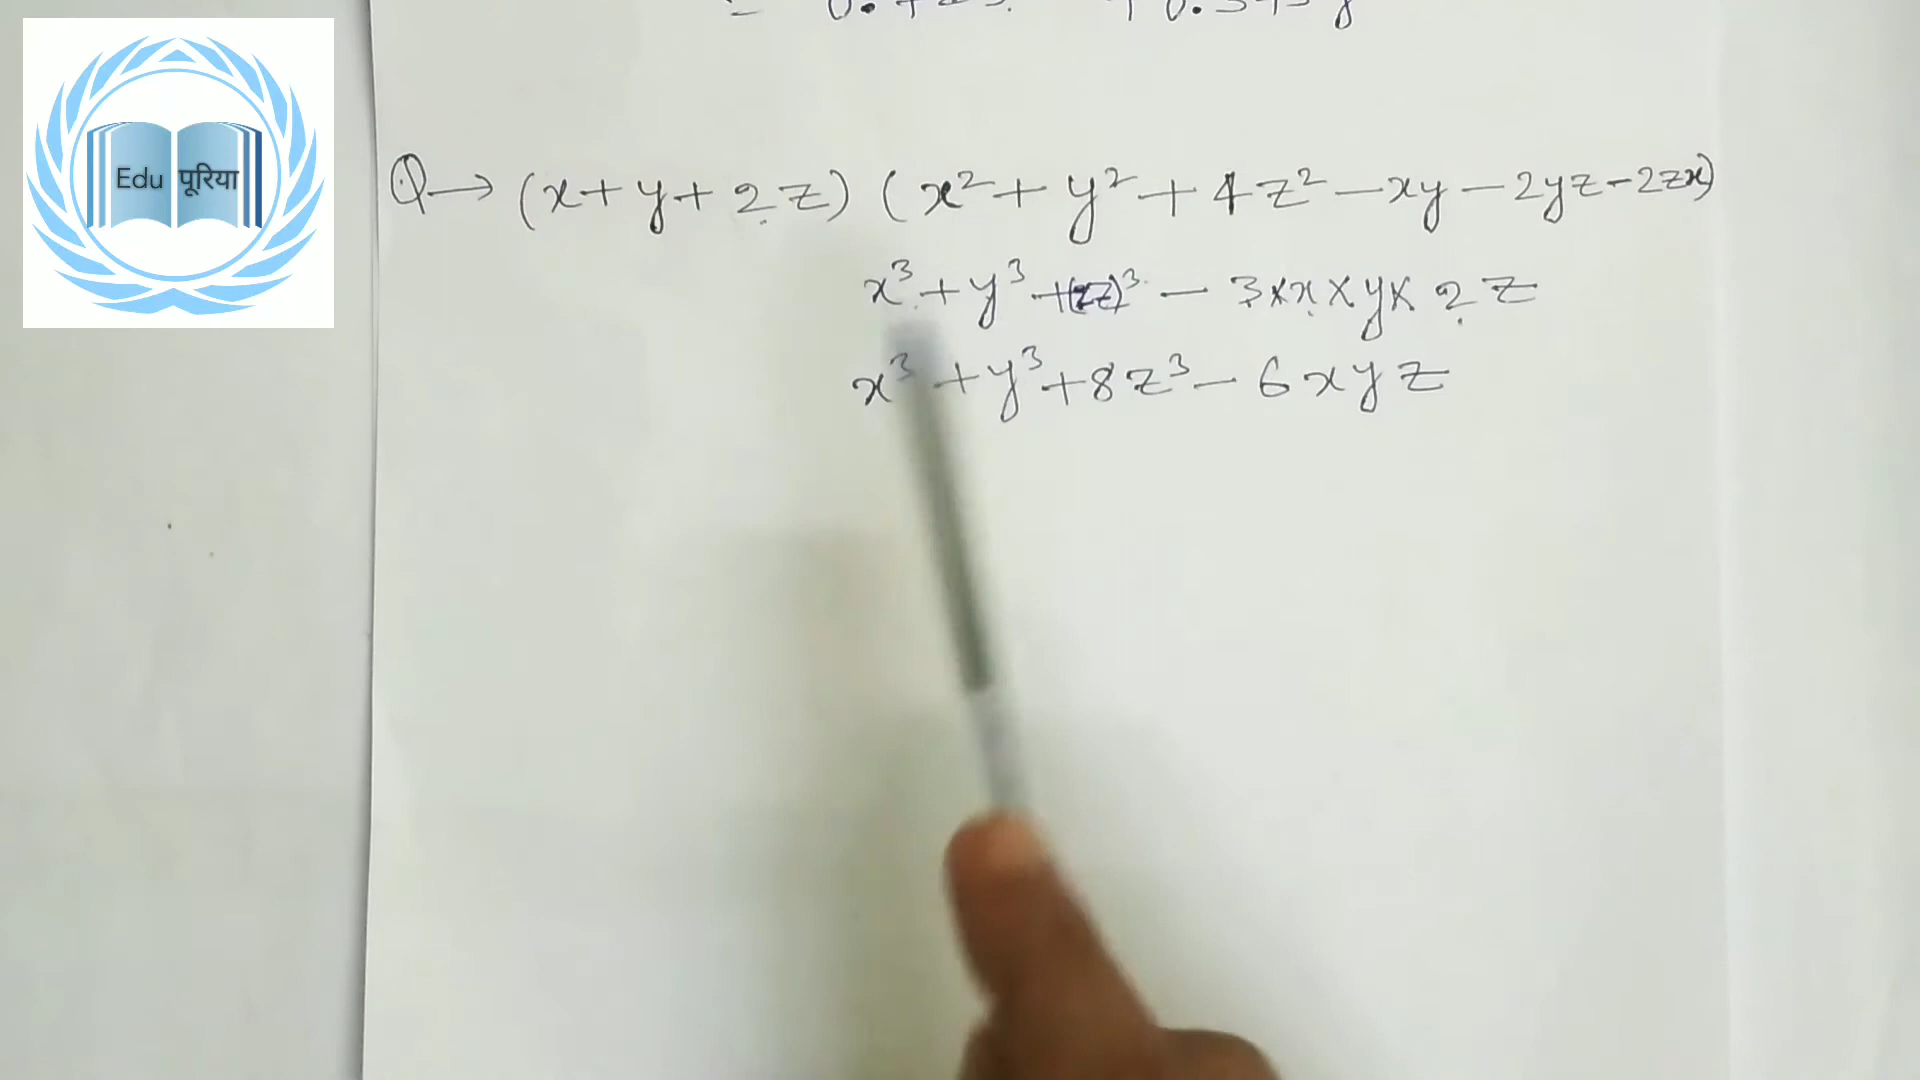 Edu पूरिया
Q→ (x+y+2z) (x²+y²+4z²-xy-2yz-2zx)
x³+y³+(2z)³-3×x×y×2z
x³+y³+8z³-6xyz